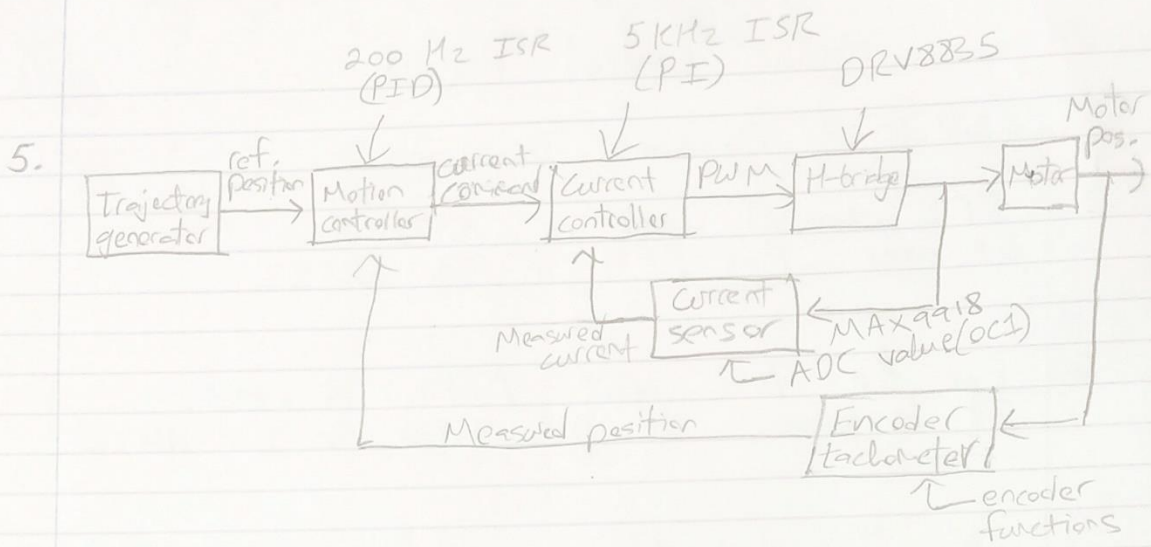 200 Hz ISR
(PID)
5 KHz ISR
(PI)
DRV8835
Motor
pos.
5.
Trajectory
generator
ref.
position
Motion
controller
current
Current
controller
PWM
H-bridge
Motor
Current
sensor
Measured
current
MAX9918
ADC value (OC1)
Measured position
Encoder
tachometer
encoder
functions